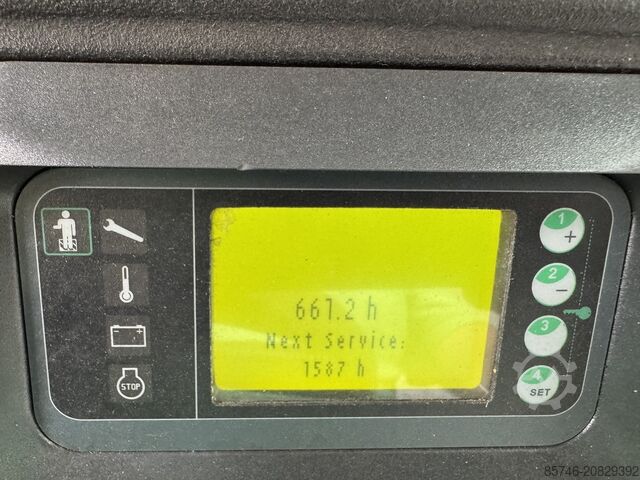 661.2 h
Next Service:
1587 h
STOP
1
+
2
−
3
4
SET
85746-20829392